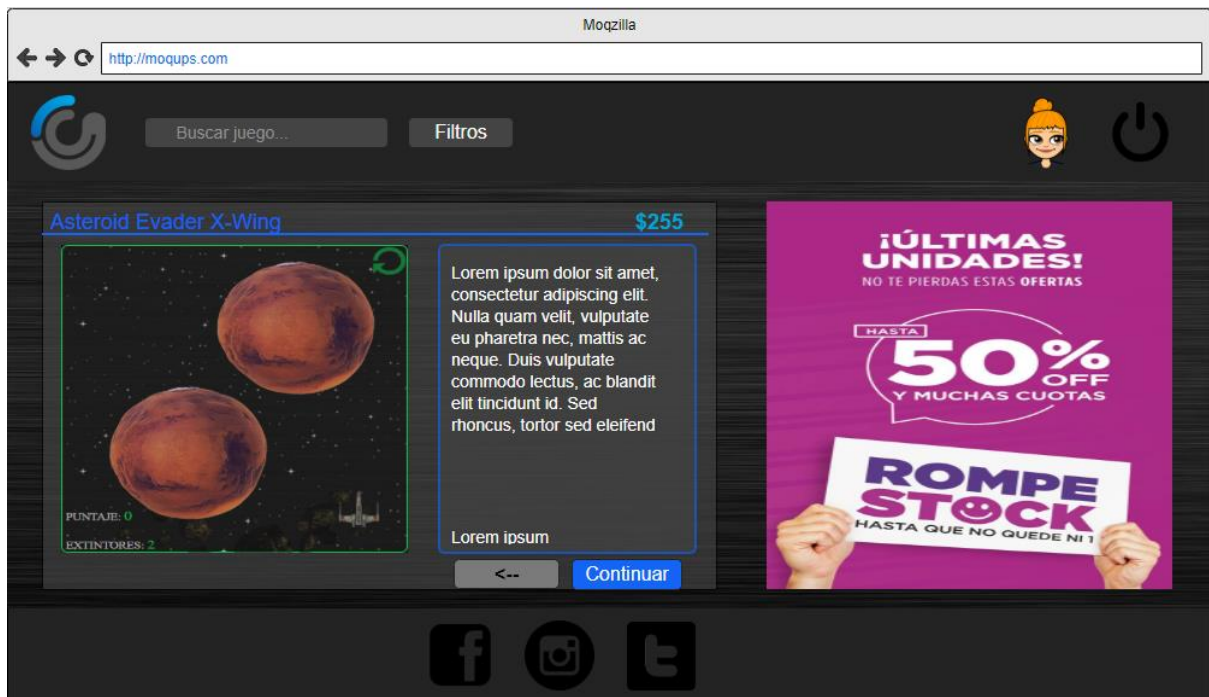 Moqzilla
http://moqups.com
Buscar juego...
Filtros
Asteroid Evader X-Wing
$255
PUNTAJE: 0
EXTINTORES: 2
Lorem ipsum dolor sit amet,
consectetur adipiscing elit.
Nulla quam velit, vulputate
eu pharetra nec, mattis ac
neque. Duis vulputate
commodo lectus, ac blandit
elit tincidunt id. Sed
rhoncus, tortor sed eleifend
Lorem ipsum
<--
Continuar
¡ÚLTIMAS
UNIDADES!
NO TE PIERDAS ESTAS OFERTAS
HASTA
50% OFF
Y MUCHAS CUOTAS
ROMPE
STOCK
HASTA QUE NO QUEDE NI 1